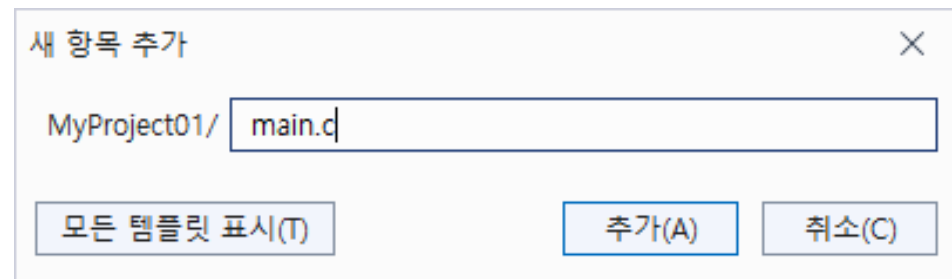 새 항목 추가
MyProject01/ main.c
모든 템플릿 표시(T) 추가(A) 취소(C)